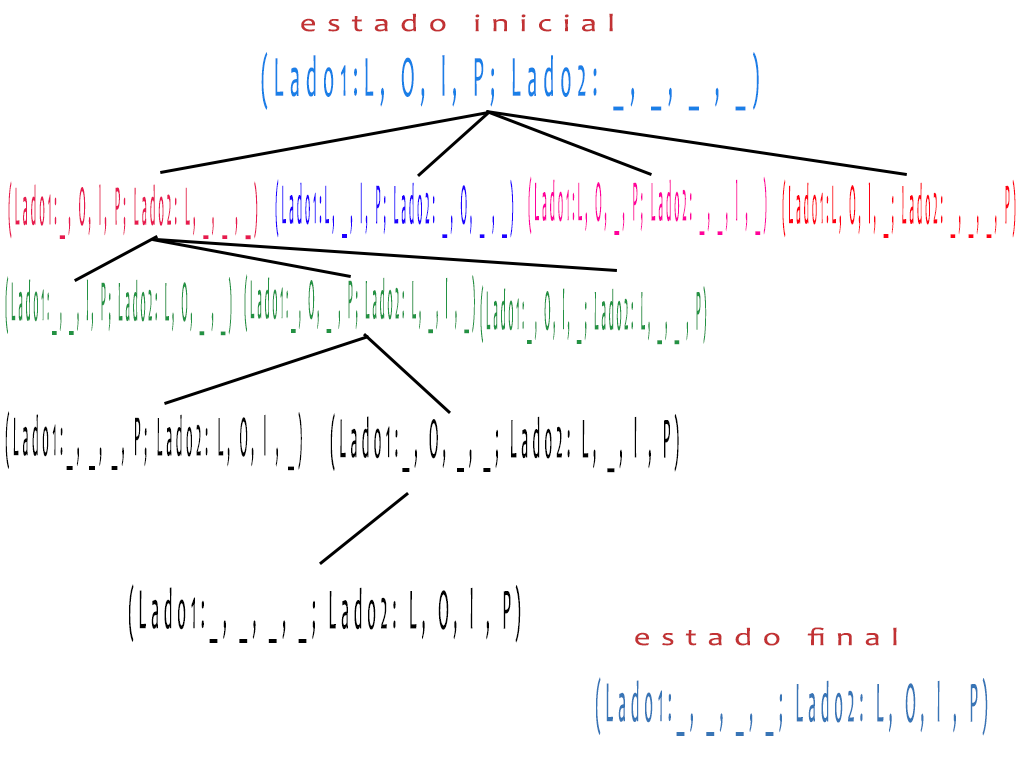 estado inicial
(Lado1:L, O, I, P; Lado2: _, _, _ , _)
(Lado1:_, O, I, P; Lado2: L, _, _, _) (Lado1:L, _, I, P; Lado2: _, O, _, _) (Lado1:L, O, _, P; Lado2: _, _, I, _) (Lado1:L, O, I, _; Lado2: _, _, _, P)
(Lado1:_, _, I, P; Lado2: L, O, _, _) (Lado1:_, O, _ , P; Lado2: L, _, I , _) (Lado1:_, O, I, _; Lado2: L, _, _ , P)
(Lado1:_, _, _, P; Lado2: L, O, I , _) (Lado1:_, O, _, _; Lado2: L, _, I , P)
(Lado1:_, _, _, _; Lado2: L, O, I , P)
estado final
(Lado1:_, _, _, _; Lado2: L, O, I , P)